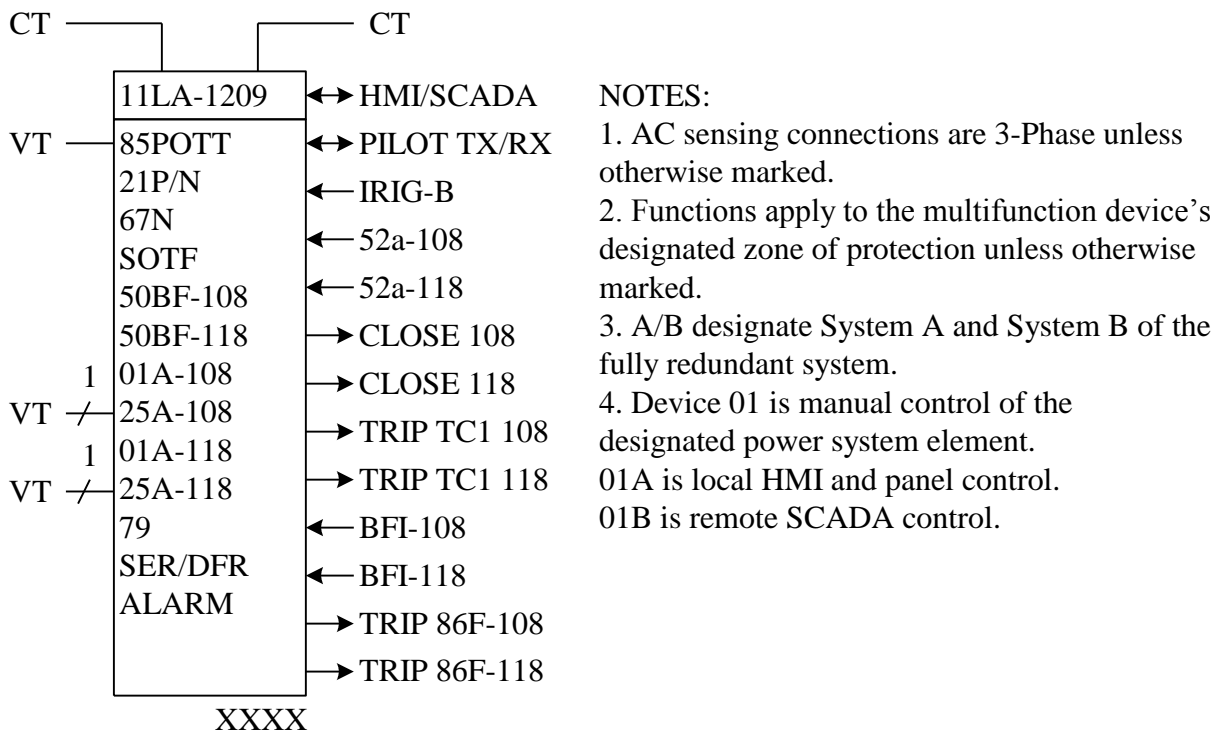 CT
CT
11LA-1209
HMI/SCADA
VT
85POTT
PILOT TX/RX
21P/N
IRIG-B
67N
52a-108
SOTF
52a-118
50BF-108
50BF-118
CLOSE 108
1
01A-108
CLOSE 118
VT
25A-108
TRIP TC1 108
1
01A-118
TRIP TC1 118
VT
25A-118
79
BFI-108
SER/DFR
BFI-118
ALARM
TRIP 86F-108
TRIP 86F-118
XXXX
NOTES:
1. AC sensing connections are 3-Phase unless
otherwise marked.
2. Functions apply to the multifunction device’s
designated zone of protection unless otherwise
marked.
3. A/B designate System A and System B of the
fully redundant system.
4. Device 01 is manual control of the
designated power system element.
01A is local HMI and panel control.
01B is remote SCADA control.